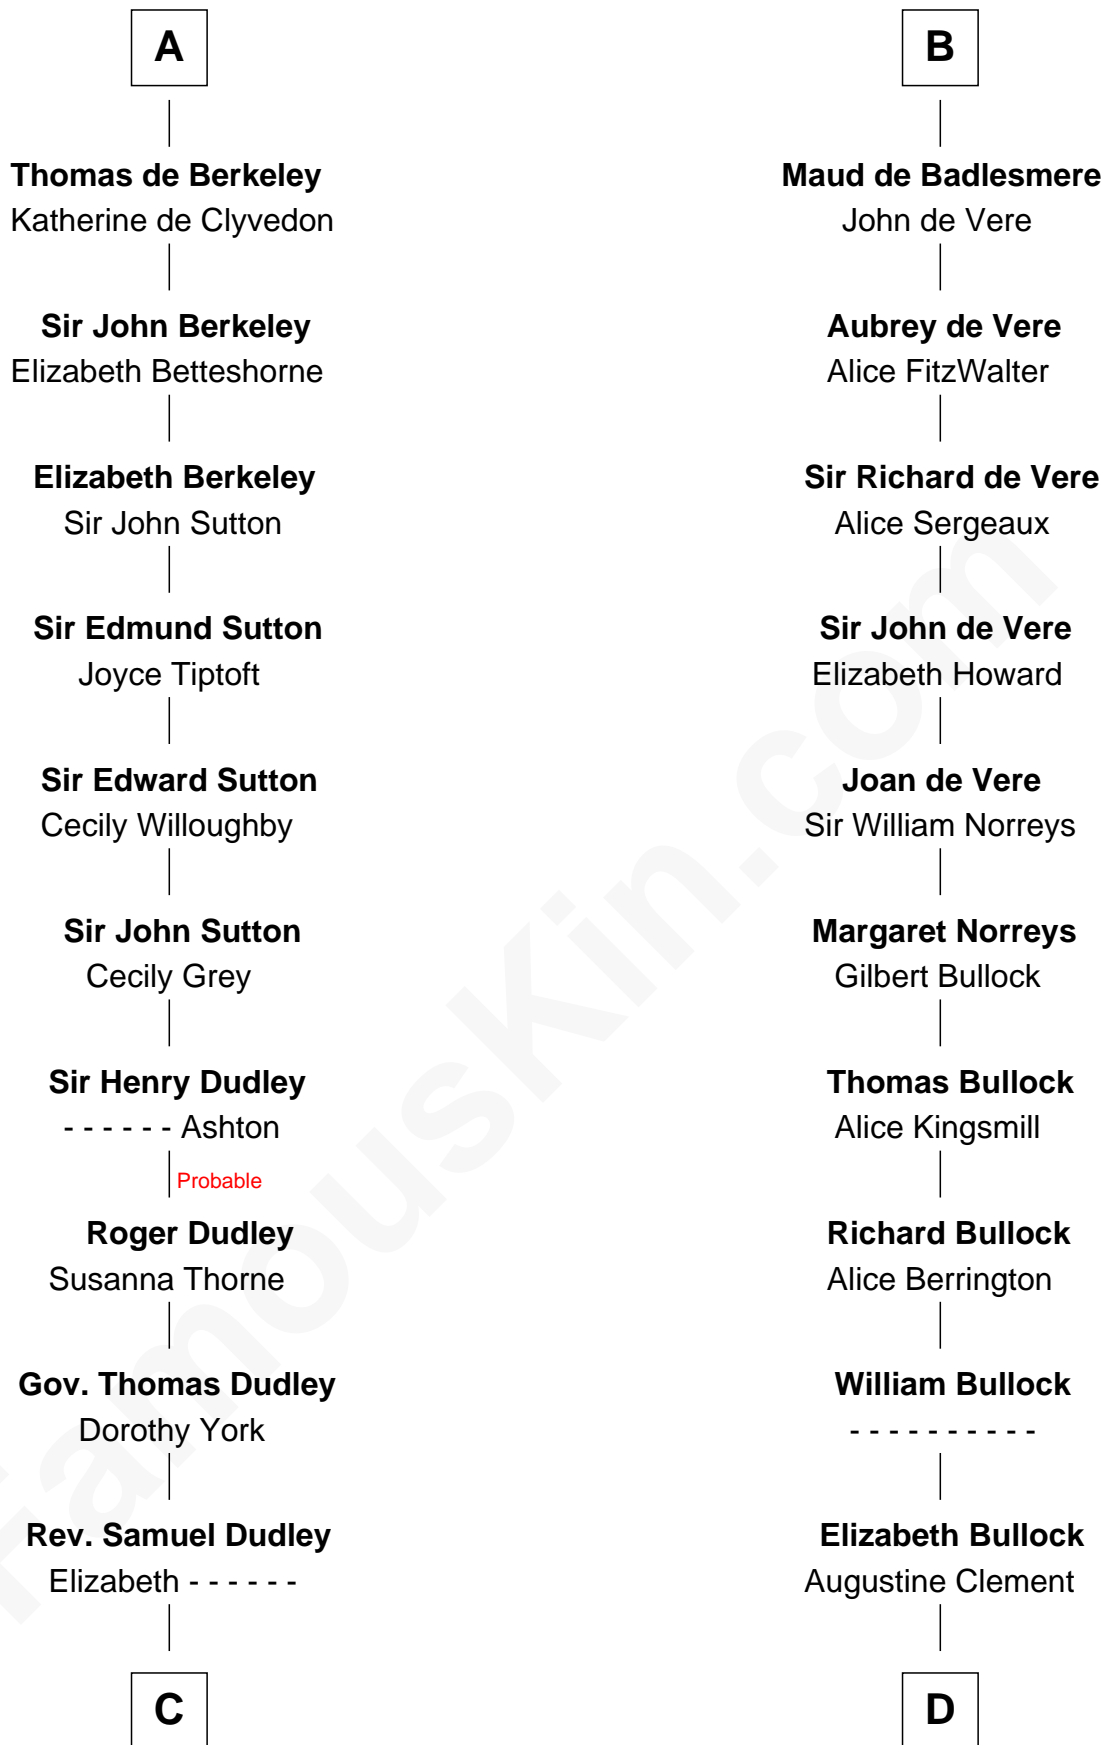 A
Thomas de Berkeley
Katherine de Clyvedon
Sir John Berkeley
Elizabeth Betteshorne
Elizabeth Berkeley
Sir John Sutton
Sir Edmund Sutton
Joyce Tiptoft
Sir Edward Sutton
Cecily Willoughby
Sir John Sutton
Cecily Grey
Sir Henry Dudley
- - - - - - Ashton
Probable
Roger Dudley
Susanna Thorne
Gov. Thomas Dudley
Dorothy York
Rev. Samuel Dudley
Elizabeth - - - - - -
C
B
Maud de Badlesmere
John de Vere
Aubrey de Vere
Alice FitzWalter
Sir Richard de Vere
Alice Sergeaux
Sir John de Vere
Elizabeth Howard
Joan de Vere
Sir William Norreys
Margaret Norreys
Gilbert Bullock
Thomas Bullock
Alice Kingsmill
Richard Bullock
Alice Berrington
William Bullock
- - - - - - - - - -
Elizabeth Bullock
Augustine Clement
D
FamousKin.com